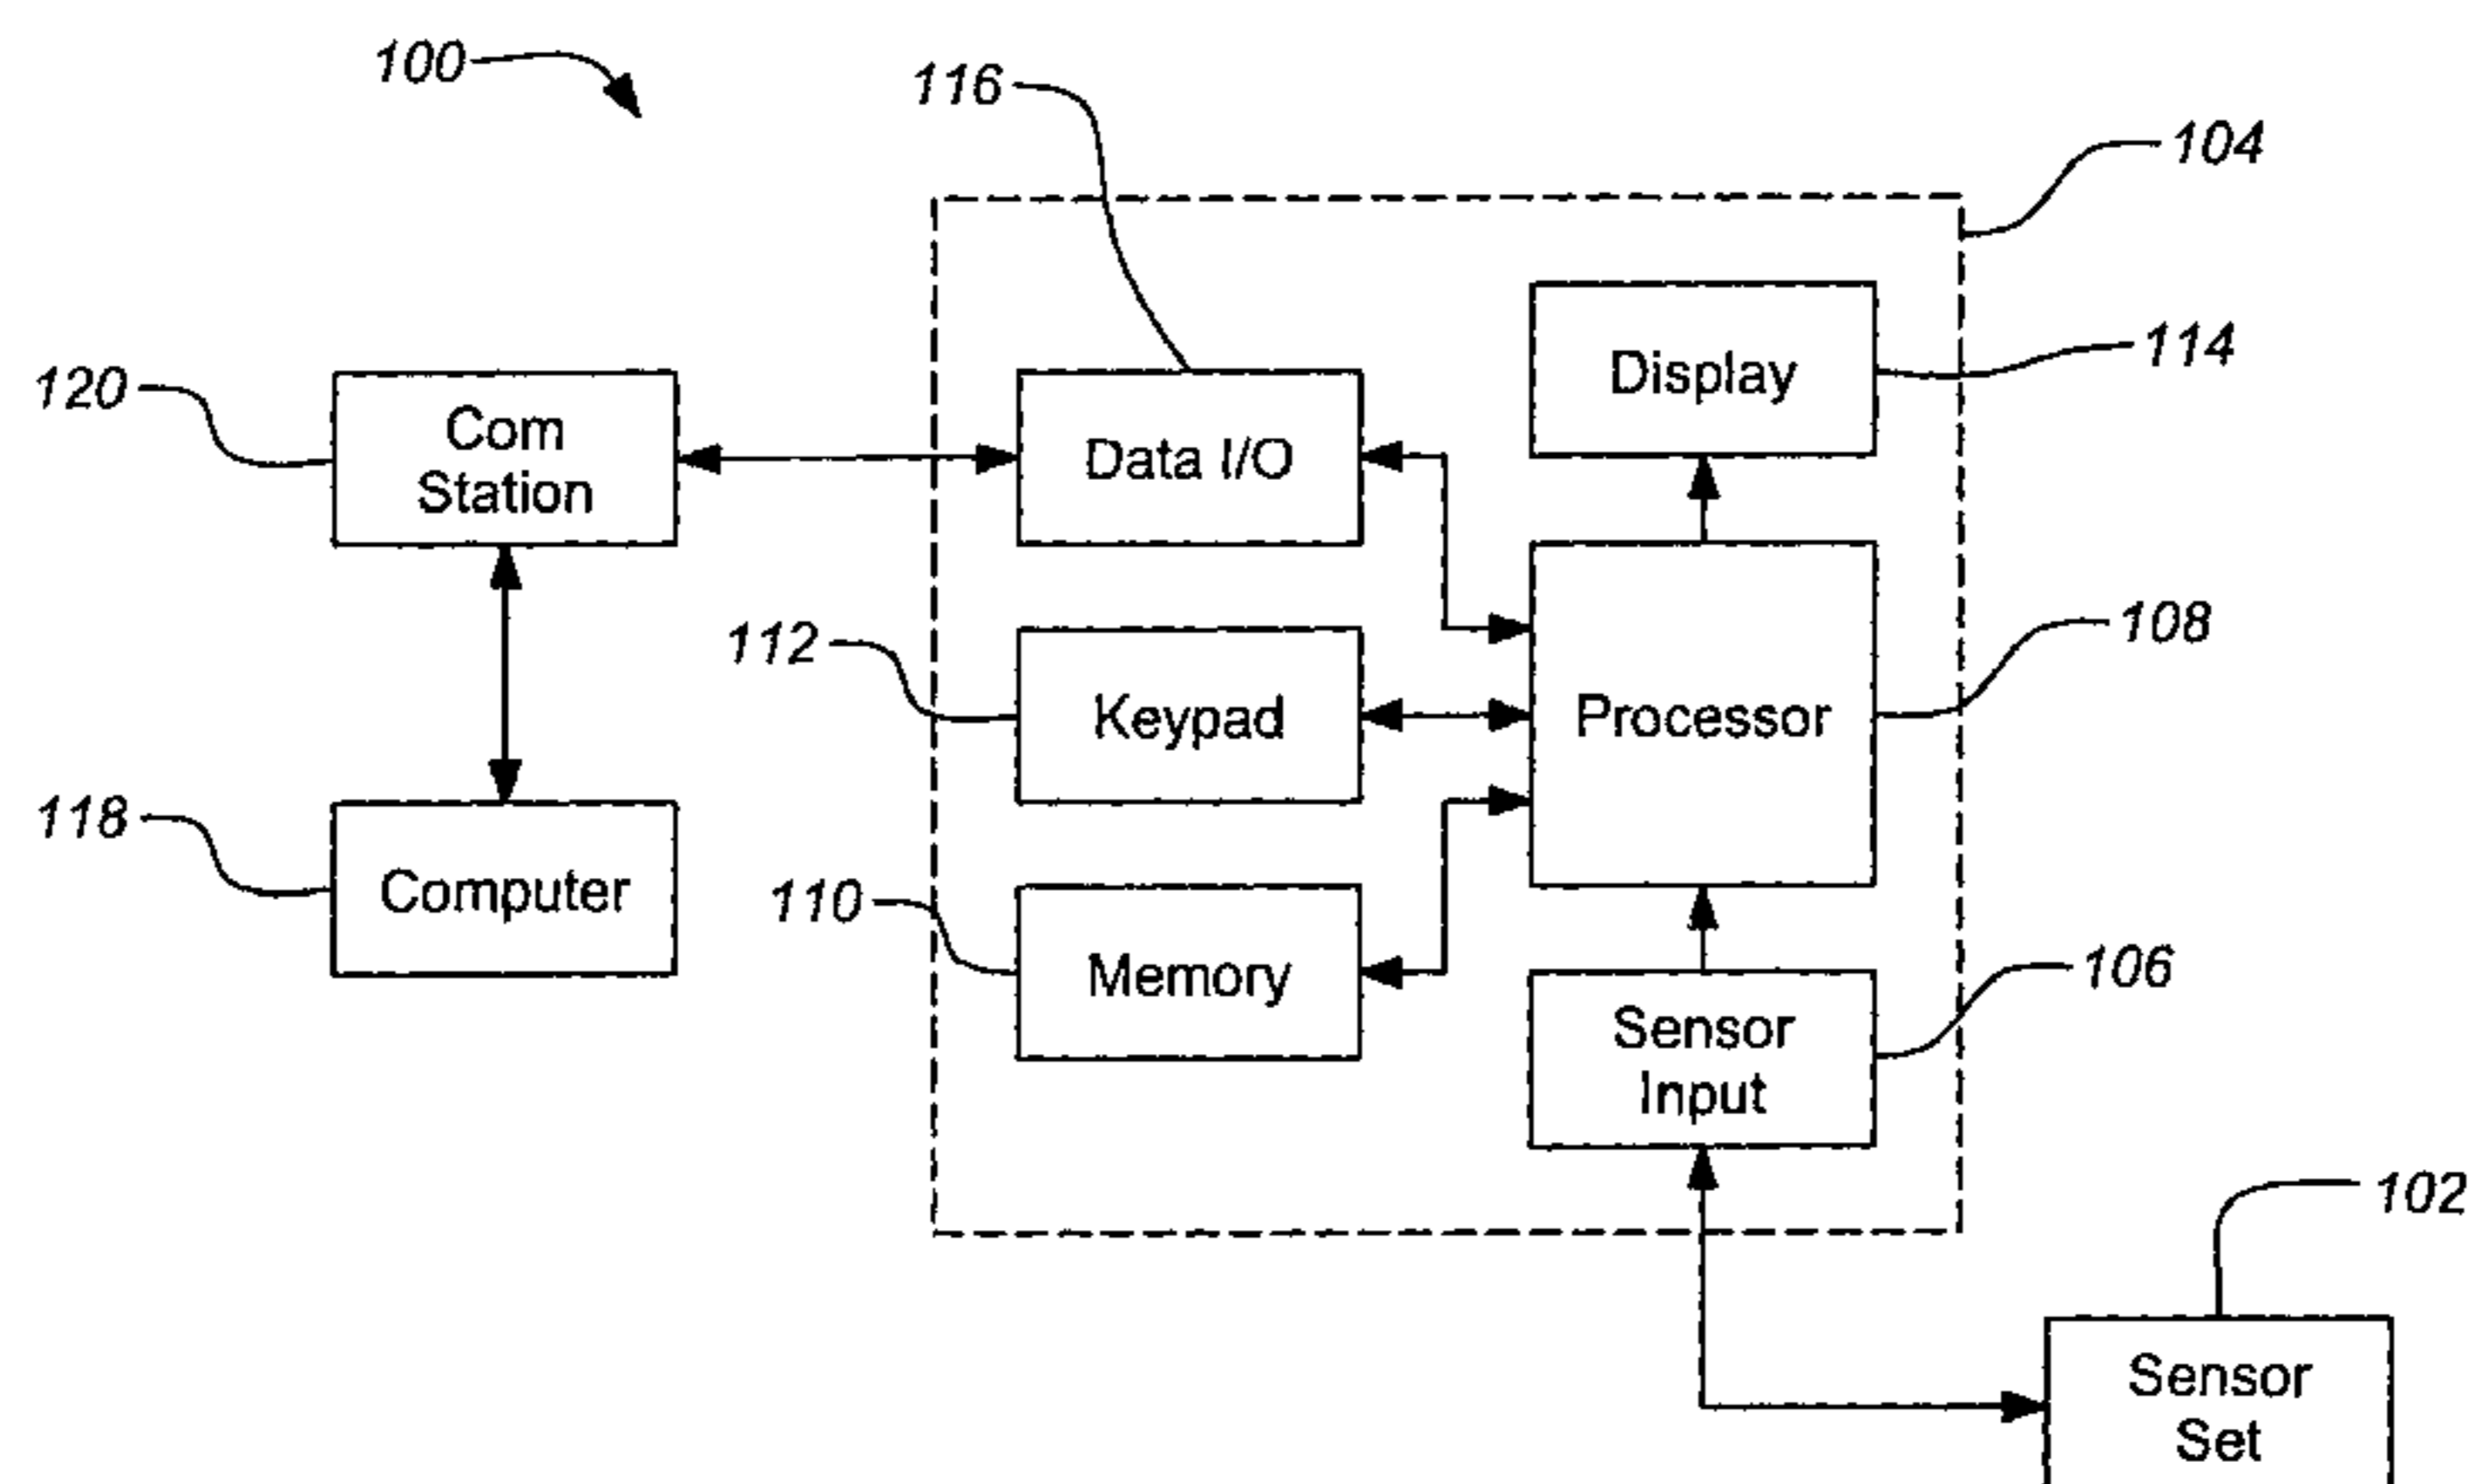 100
116
104
Display
114
120
Com
Station
Data I/O
112
Keypad
Processor
108
118
Computer
110
Memory
Sensor
Input
106
102
Sensor
Set